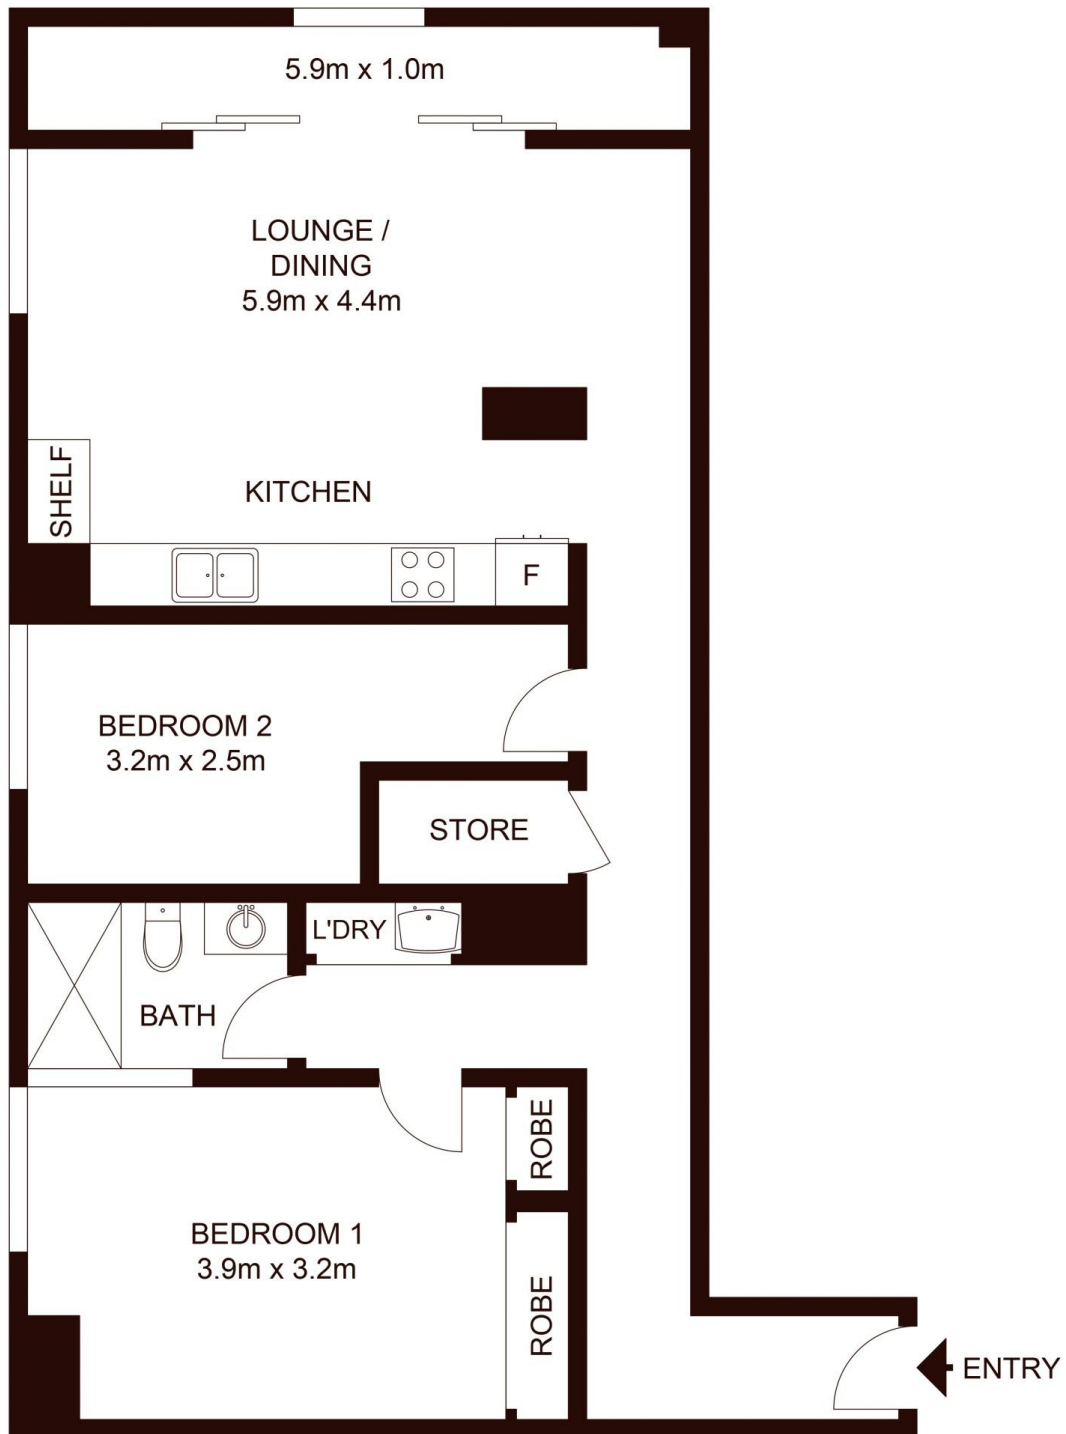 5.9m x 1.0m
LOUNGE /
DINING
5.9m x 4.4m
SHELF
KITCHEN
F
BEDROOM 2
3.2m x 2.5m
STORE
L'DRY
BATH
ROBE
BEDROOM 1
3.9m x 3.2m
ROBE
ENTRY